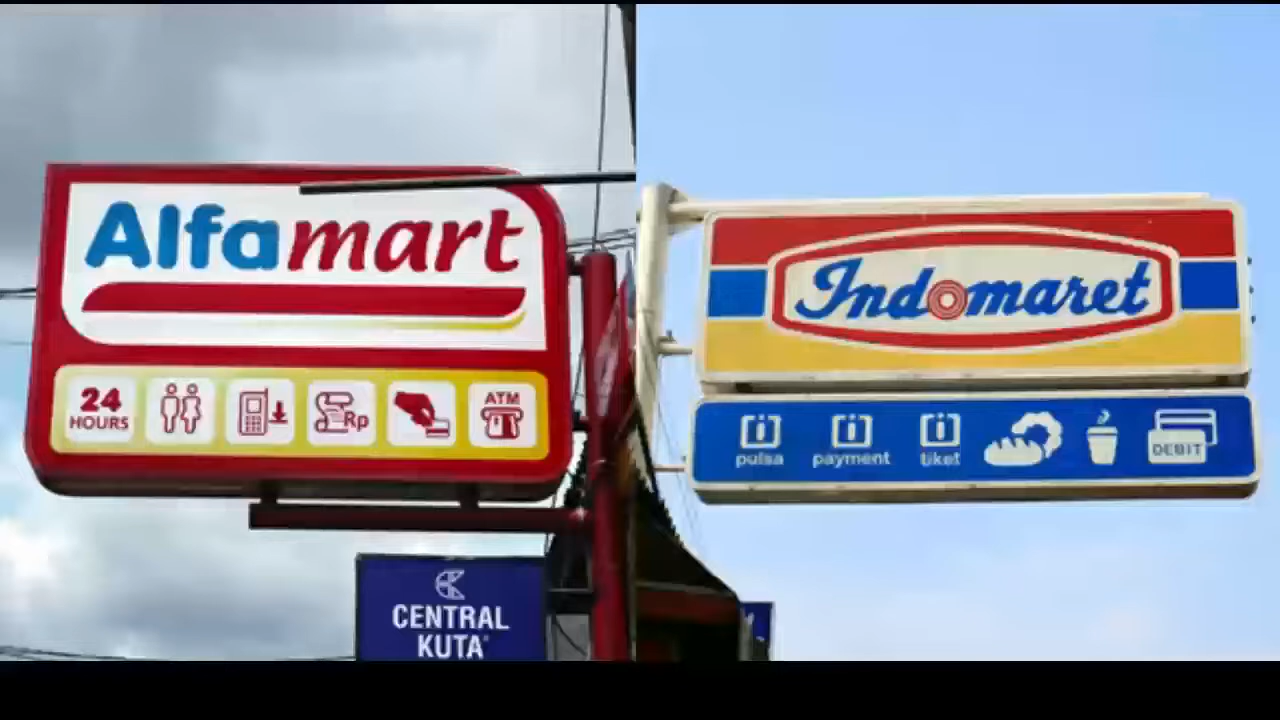 Alfamart
24
HOURS
Rp
ATM
CENTRAL
KUTA
Indomaret
pulsa
payment
tiket
DEBIT